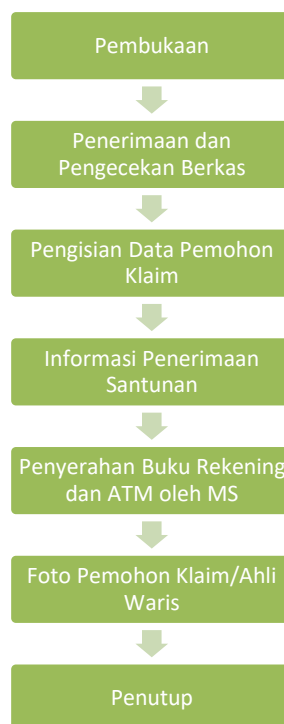 Pembukaan
Penerimaan dan
Pengecekan Berkas
Pengisian Data Pemohon
Klaim
Informasi Penerimaan
Santunan
Penyerahan Buku Rekening
dan ATM oleh MS
Foto Pemohon Klaim/Ahli
Waris
Penutup